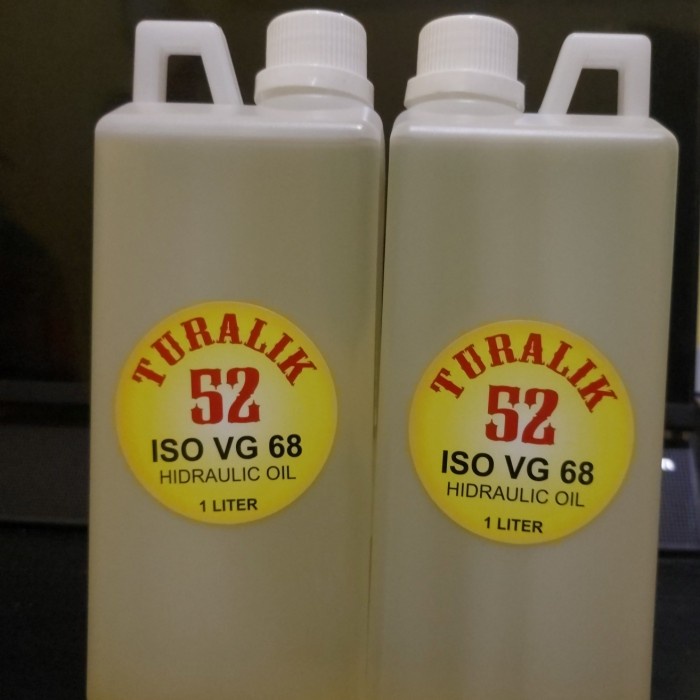 TURALIK
52
ISO VG 68
HIDRAULIC OIL
1 LITER
TURALIK
52
ISO VG 68
HIDRAULIC OIL
1 LITER